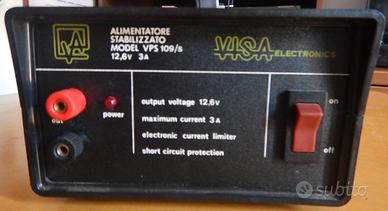 ALIMENTATORE
STABILIZZATO
MODEL VPS 109/s
12,6v 3A
VISA ELECTRONICS
output voltage 12,6v
maximum current 3A
electronic current limiter
short circuit protection
out
power
on
off
subito